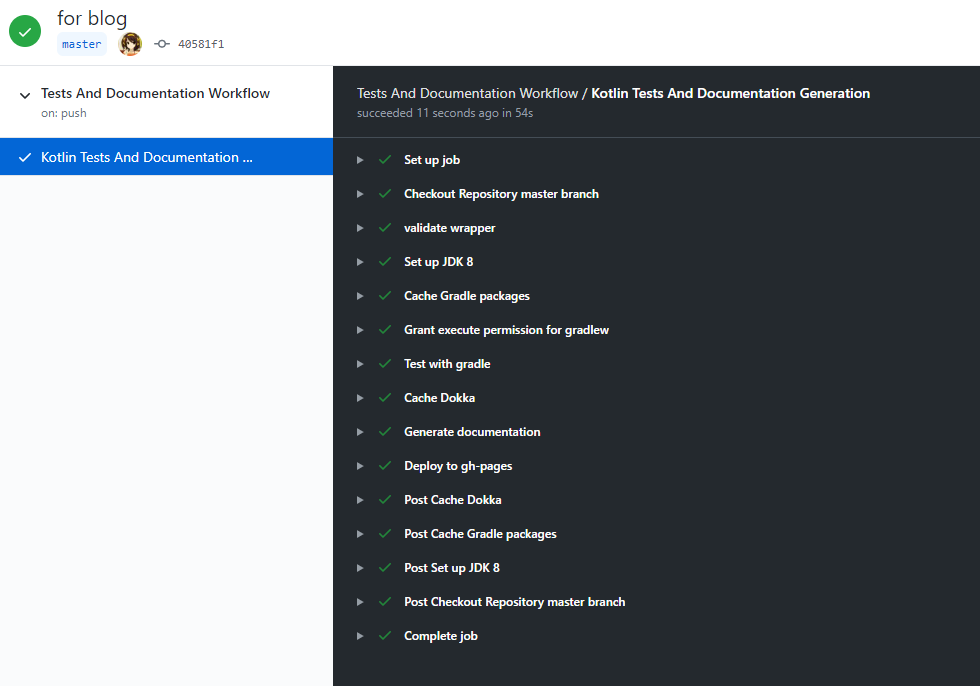 for blog
master 40581f1
Tests And Documentation Workflow
on: push
Kotlin Tests And Documentation ...
Tests And Documentation Workflow / Kotlin Tests And Documentation Generation
succeeded 11 seconds ago in 54s
Set up job
Checkout Repository master branch
validate wrapper
Set up JDK 8
Cache Gradle packages
Grant execute permission for gradlew
Test with gradle
Cache Dokka
Generate documentation
Deploy to gh-pages
Post Cache Dokka
Post Cache Gradle packages
Post Set up JDK 8
Post Checkout Repository master branch
Complete job